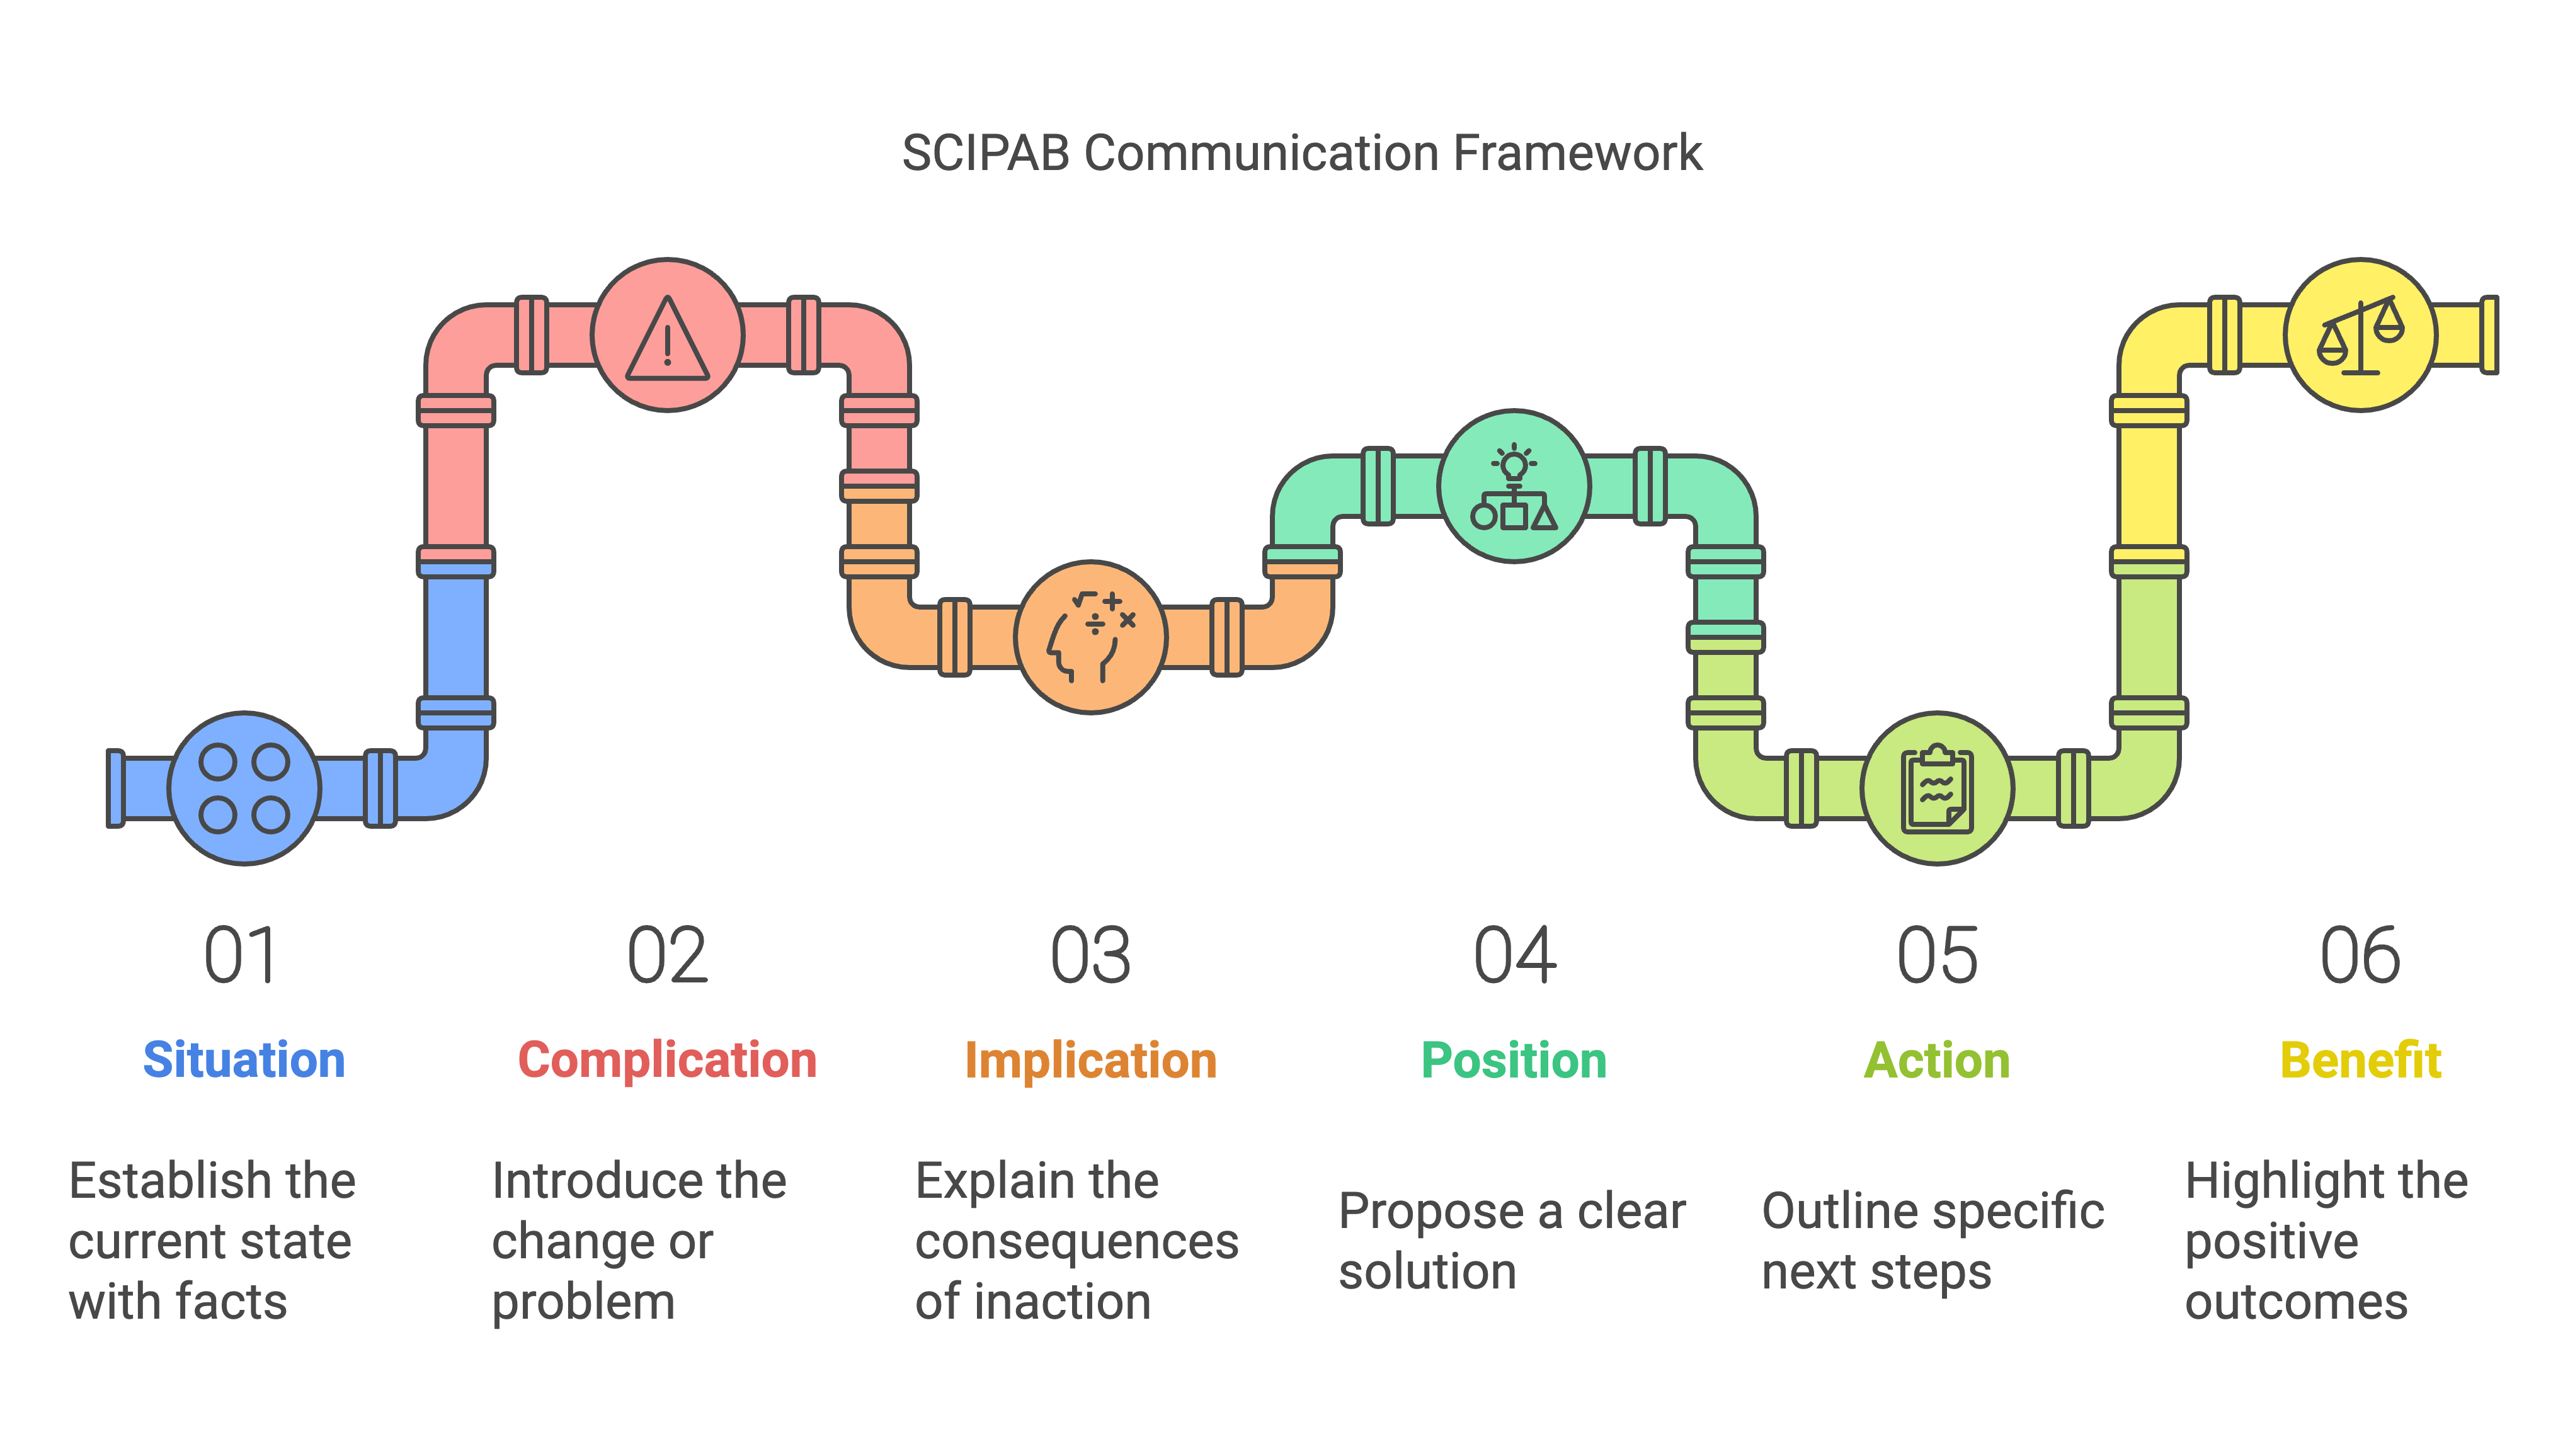 SCIPAB Communication Framework
01
Situation
Establish the
current state
with facts
02
Complication
Introduce the
change or
problem
03
Implication
Explain the
consequences
of inaction
04
Position
Propose a clear
solution
05
Action
Outline specific
next steps
06
Benefit
Highlight the
positive
outcomes